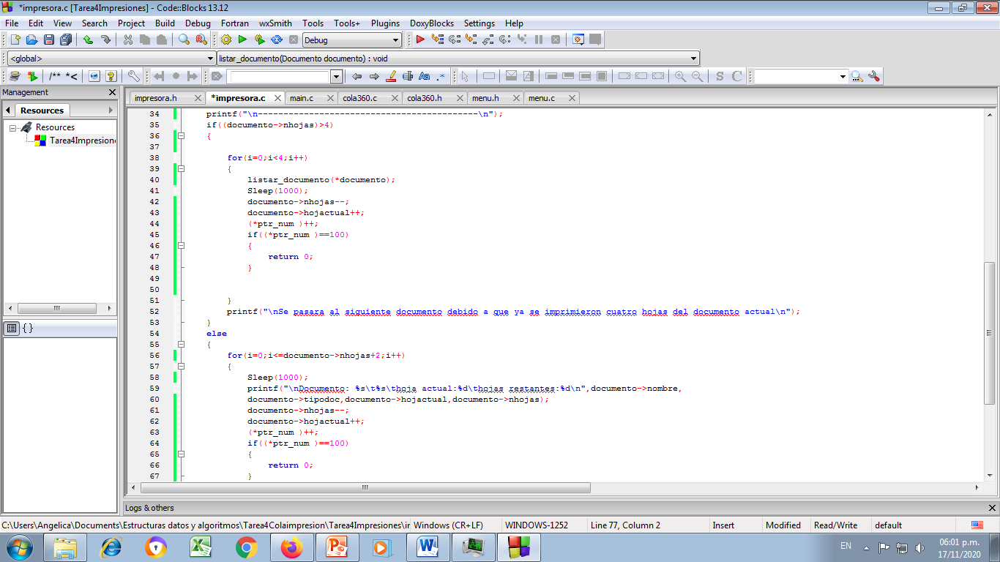 *impresora.c [Tarea4Impresiones] - Code::Blocks 13.12
File Edit View Search Project Build Debug Fortran wxSmith Tools Tools+ Plugins DoxyBlocks Settings Help
Debug
<global> listar_documento(Documento documento) : void
/** *< Aa .* S C
Management
impresora.h *impresora.c main.c cola360.c cola360.h menu.h menu.c
Resources
Resources
Tarea4Impresione
{}
34 printf("\n-------------------------------------------\n");
35 if((documento->nhojas)>4)
36 {
37
38 for(i=0;i<4;i++)
39 {
40 listar_documento(*documento);
41 Sleep(1000);
42 documento->nhojas--;
43 documento->hojactual++;
44 (*ptr_num )++;
45 if((*ptr_num )==100)
46 {
47 return 0;
48 }
49
50
51 }
52 printf("\nSe pasara al siguiente documento debido a que ya se imprimieron cuatro hojas del documento actual\n");
53 }
54 else
55 {
56 for(i=0;i<=documento->nhojas+2;i++)
57 {
58 Sleep(1000);
59 printf("\nDocumento: %s\t%s\thoja actual:%d\thojas restantes:%d\n",documento->nombre,
60 documento->tipodoc,documento->hojactual,documento->nhojas);
61 documento->nhojas--;
62 documento->hojactual++;
63 (*ptr_num )++;
64 if((*ptr_num )==100)
65 {
66 return 0;
67 }
Logs & others
C:\Users\Angelica\Documents\Estructuras datos y algoritmos\Tarea4Colaimpresion\Tarea4Impresiones\ir Windows (CR+LF) WINDOWS-1252 Line 77, Column 2 Insert Modified Read/Write default
EN
06:01 p.m.
17/11/2020